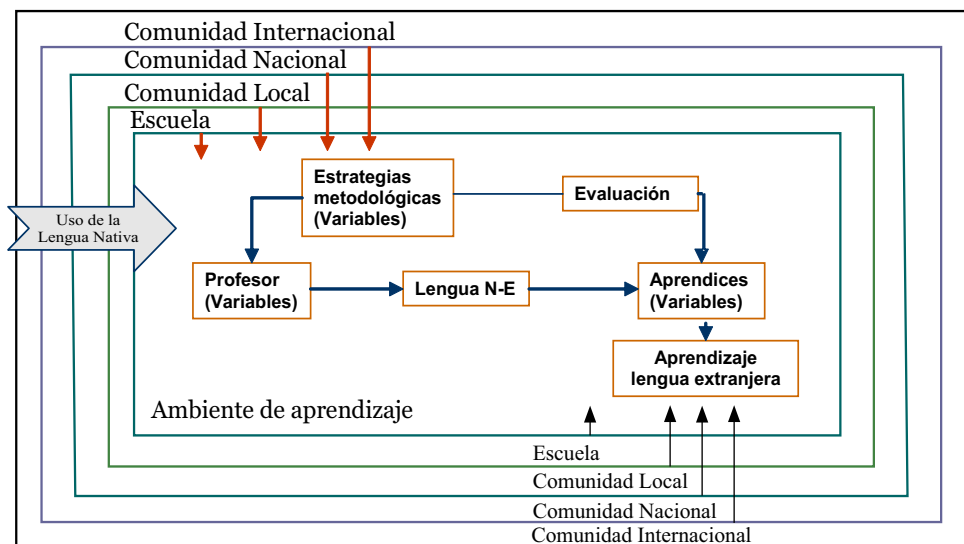 Comunidad Internacional
Comunidad Nacional
Comunidad Local
Escuela
Estrategias
metodológicas
(Variables)
Evaluación
Uso de la
Lengua Nativa
Profesor
(Variables)
Lengua N-E
Aprendices
(Variables)
Aprendizaje
lengua extranjera
Ambiente de aprendizaje
Escuela
Comunidad Local
Comunidad Nacional
Comunidad Internacional